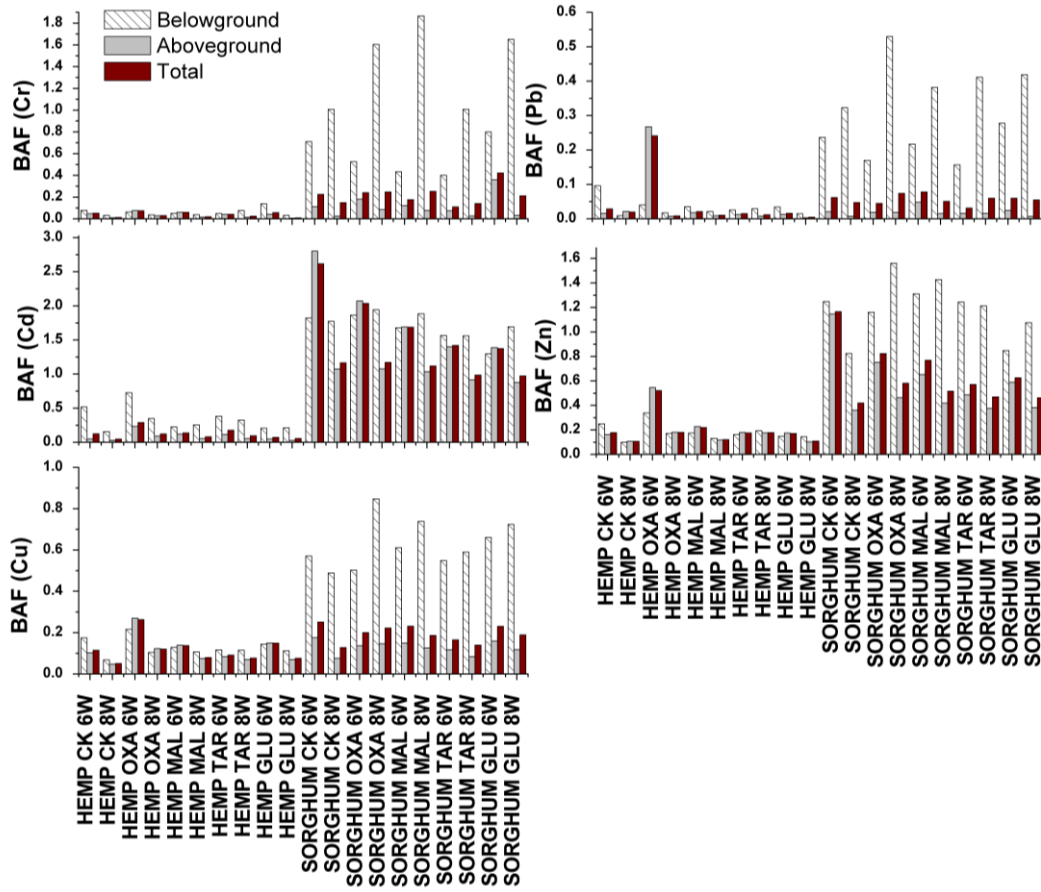 Belowground
Aboveground
Total
BAF (Cr)
1.8
1.6
1.4
1.2
1.0
0.8
0.6
0.4
0.2
0.0
BAF (Pb)
0.6
0.5
0.4
0.3
0.2
0.1
0.0
BAF (Cd)
3.0
2.5
2.0
1.5
1.0
0.5
0.0
BAF (Zn)
1.6
1.4
1.2
1.0
0.8
0.6
0.4
0.2
0.0
HEMP CK 6W
HEMP CK 8W
HEMP OXA 6W
HEMP OXA 8W
HEMP MAL 6W
HEMP MAL 8W
HEMP TAR 6W
HEMP TAR 8W
HEMP GLU 6W
HEMP GLU 8W
SORGHUM CK 6W
SORGHUM CK 8W
SORGHUM OXA 6W
SORGHUM OXA 8W
SORGHUM MAL 6W
SORGHUM MAL 8W
SORGHUM TAR 6W
SORGHUM TAR 8W
SORGHUM GLU 6W
SORGHUM GLU 8W
BAF (Cu)
1.0
0.8
0.6
0.4
0.2
0.0
HEMP CK 6W
HEMP CK 8W
HEMP OXA 6W
HEMP OXA 8W
HEMP MAL 6W
HEMP MAL 8W
HEMP TAR 6W
HEMP TAR 8W
HEMP GLU 6W
HEMP GLU 8W
SORGHUM CK 6W
SORGHUM CK 8W
SORGHUM OXA 6W
SORGHUM OXA 8W
SORGHUM MAL 6W
SORGHUM MAL 8W
SORGHUM TAR 6W
SORGHUM TAR 8W
SORGHUM GLU 6W
SORGHUM GLU 8W